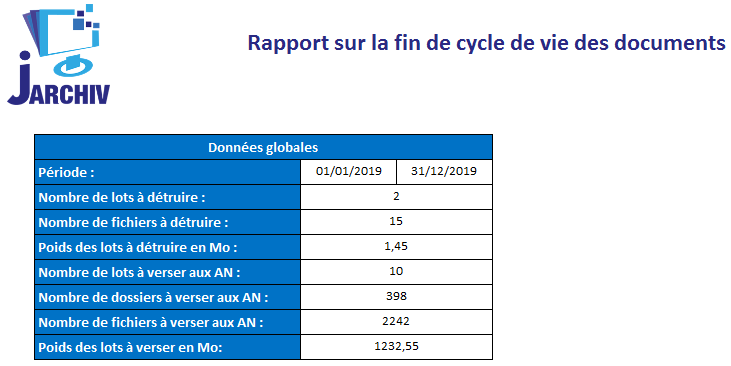 Rapport sur la fin de cycle de vie des documents
jARCHIV
Données globales
Période : 01/01/2019 31/12/2019
Nombre de lots à détruire : 2
Nombre de fichiers à détruire : 15
Poids des lots à détruire en Mo : 1,45
Nombre de lots à verser aux AN : 10
Nombre de dossiers à verser aux AN : 398
Nombre de fichiers à verser aux AN : 2242
Poids des lots à verser en Mo: 1232,55